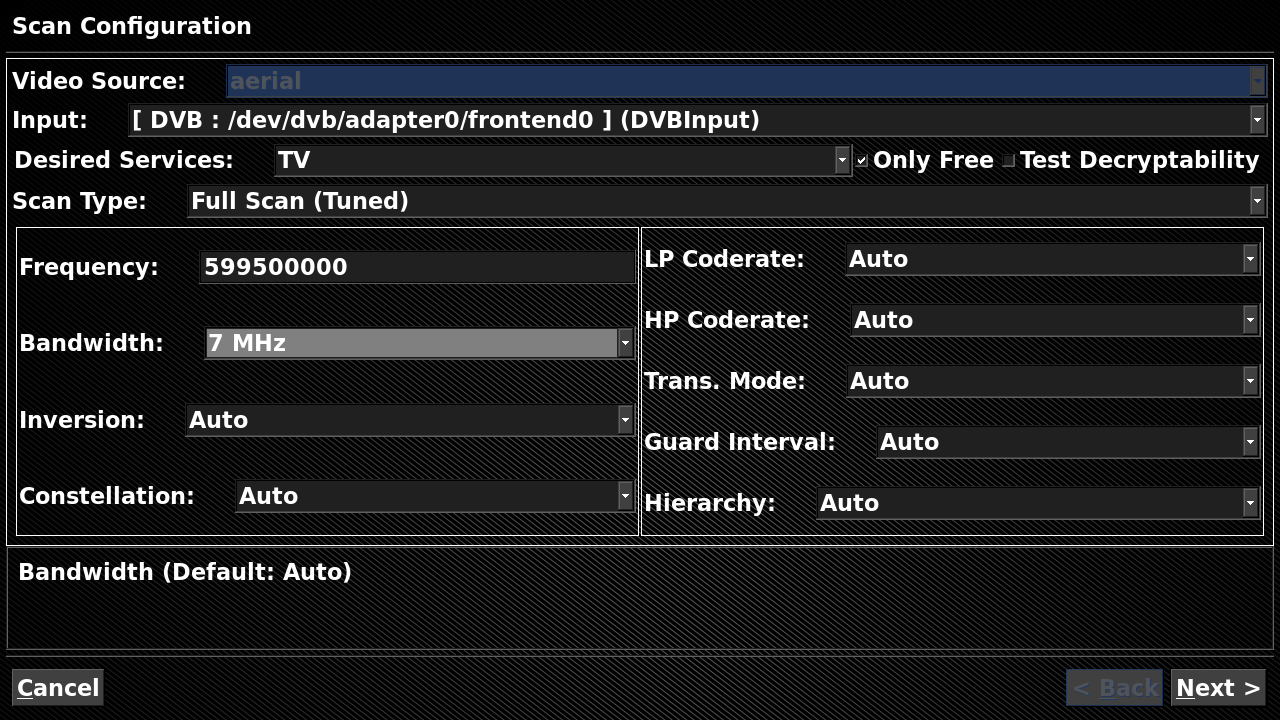 Scan Configuration
Video Source: aerial
Input: [ DVB : /dev/dvb/adapter0/frontend0 ] (DVBInput)
Desired Services: TV Only Free Test Decryptability
Scan Type: Full Scan (Tuned)
Frequency: 599500000
Bandwidth: 7 MHz
Inversion: Auto
Constellation: Auto
LP Coderate: Auto
HP Coderate: Auto
Trans. Mode: Auto
Guard Interval: Auto
Hierarchy: Auto
Bandwidth (Default: Auto)
Cancel < Back Next >